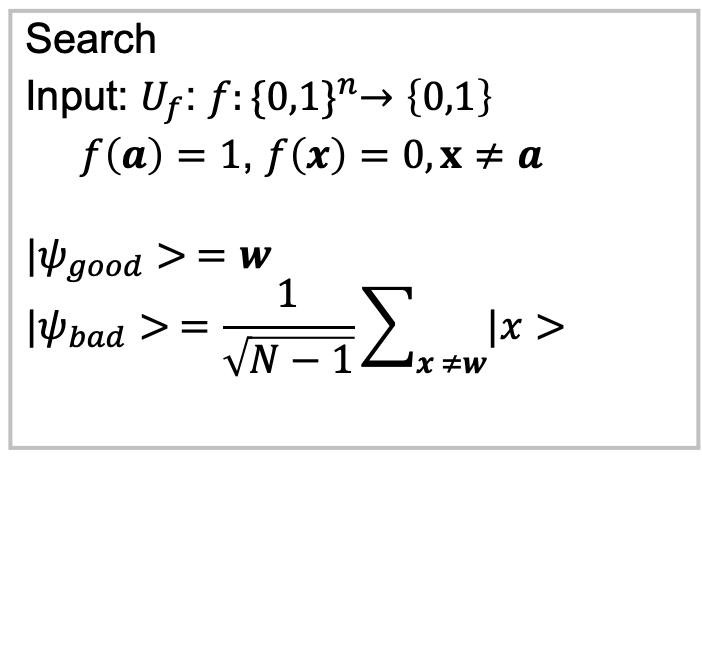 Search
Input: U_f: f:{0,1}^n→ {0,1}
f(a) = 1, f(x) = 0, x ≠ a
|ψ_good > = w
|ψ_bad > = 1/√(N − 1) ∑_{x ≠w} |x >